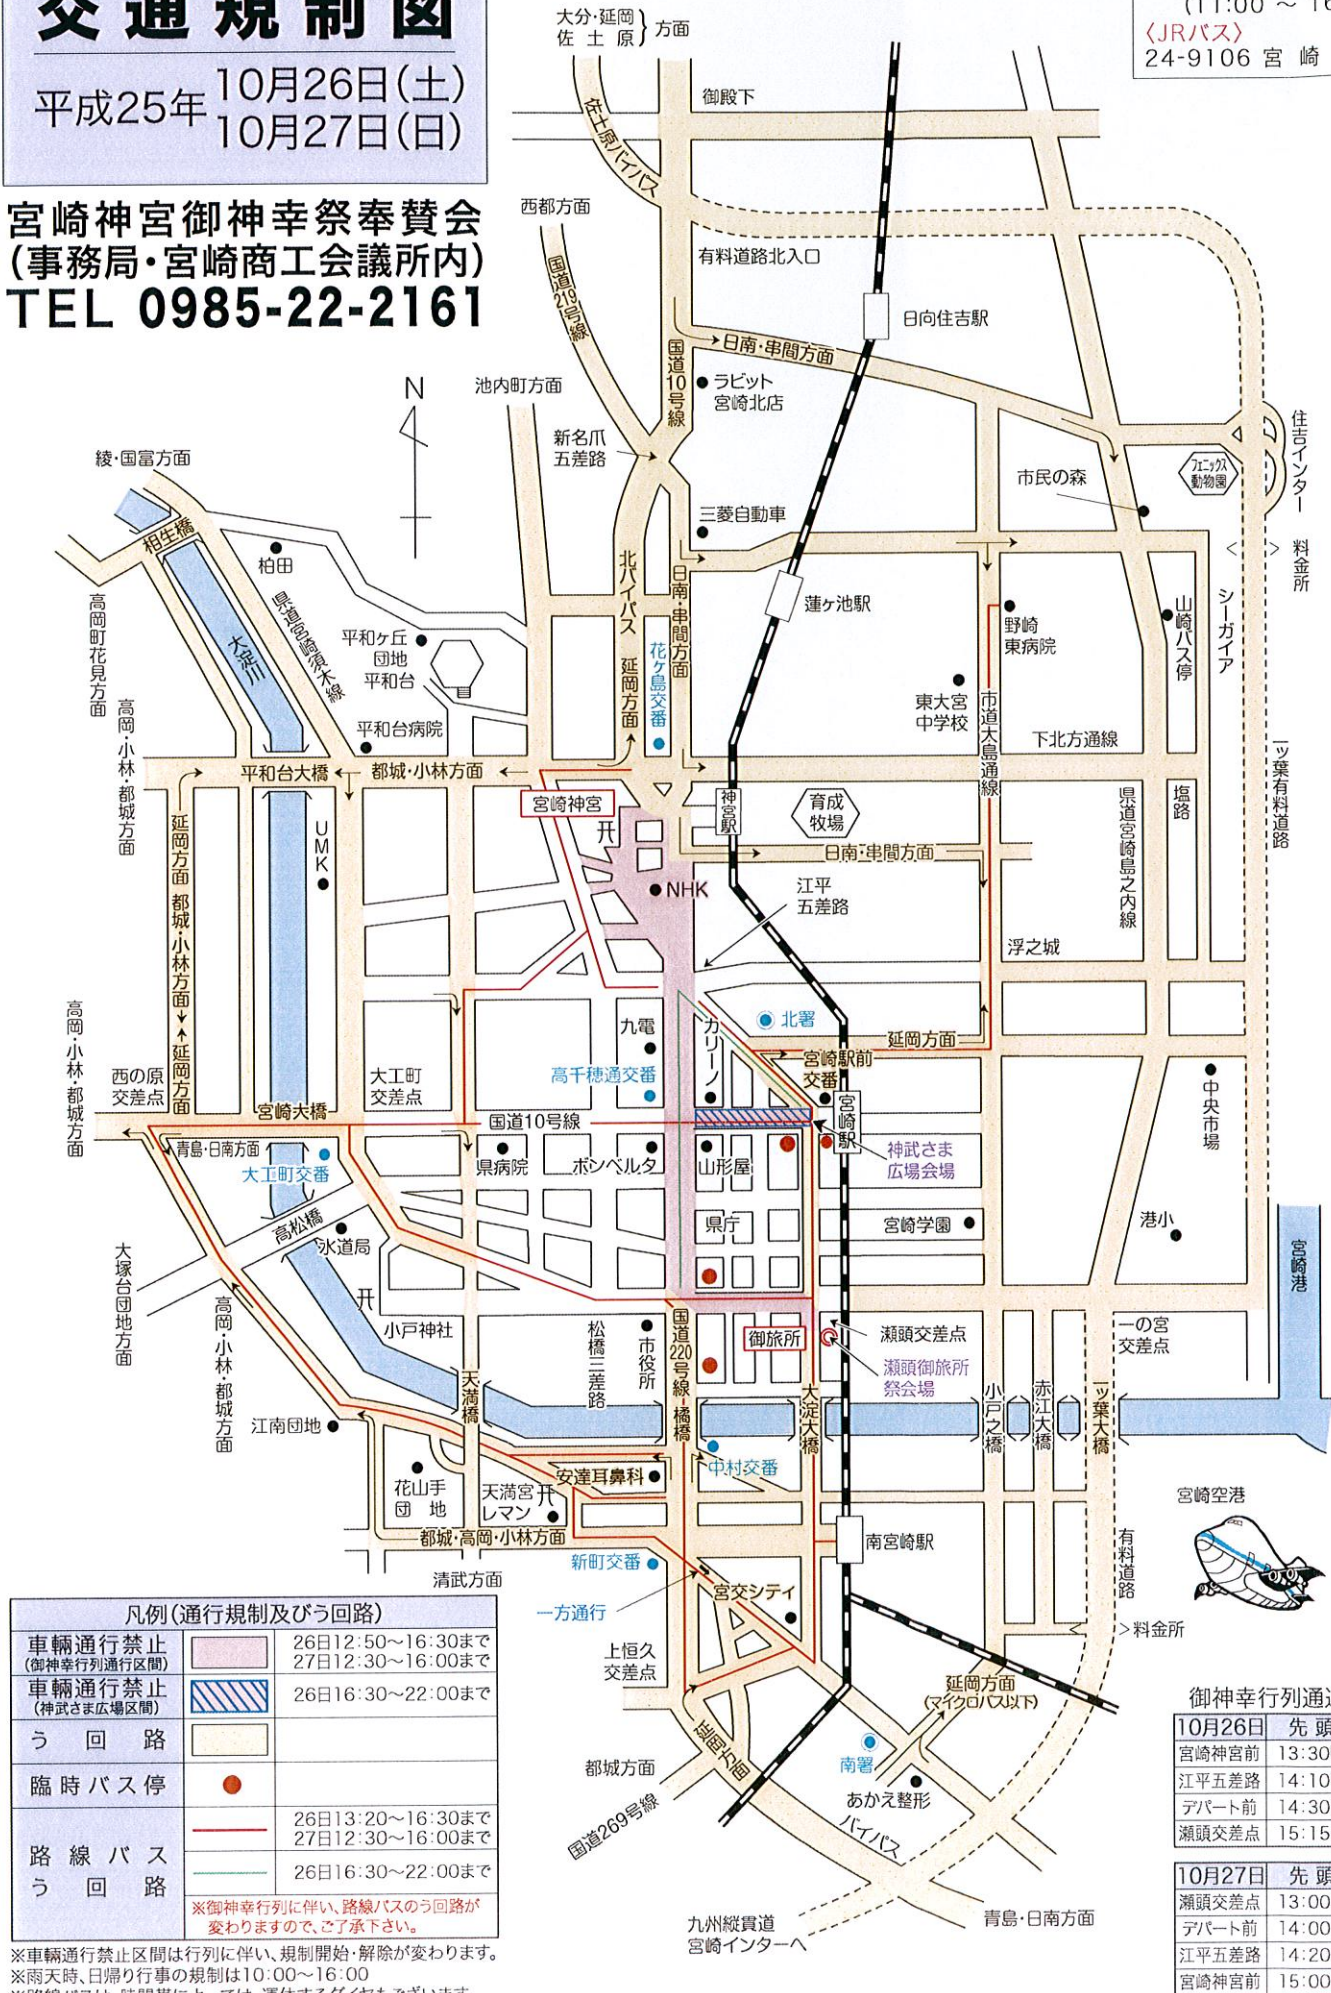 交通規制図
平成25年
10月26日(土)
10月27日(日)
宮崎神宮御神幸祭奉賛会
(事務局・宮崎商工会議所内)
TEL 0985-22-2161
〈JRバス〉
24-9106 宮 崎
大分・延岡
佐 土 原
方面
御殿下
佐土原バイパス
西都方面
国道219号線
有料道路北入口
日向住吉駅
日南・串間方面
国道10号線
ラビット
宮崎北店
N
池内町方面
新名爪
五差路
住吉インター
フェニックス
動物園
市民の森
綾・国富方面
三菱自動車
相生橋
柏田
北バイパス
日南・串間方面
料金所
蓮ヶ池駅
高岡町花見方面
県道宮崎須木線
大淀川
平和ヶ丘
団地
平和台
野崎
東病院
山崎バス停
シーガイア
延岡方面
花ヶ島交番
東大宮
中学校
市道大島通線
高岡・小林・都城方面
平和台病院
下北方通線
一ッ葉有料道路
平和台大橋
都城・小林方面
宮崎神宮
神宮駅
育成
牧場
県道宮崎島之内線
塩路
延岡方面
都城・小林方面
UMK
日南・串間方面
NHK
江平
五差路
浮之城
高岡・小林・都城方面
九電
カリーノ
北署
延岡方面
宮崎駅前
交番
西の原
交差点
延岡方面
大工町
交差点
高千穂通交番
中央市場
宮崎大橋
国道10号線
宮崎駅
青島・日南方面
大工町交番
県病院
ボンベルタ
山形屋
神武さま
広場会場
高松橋
水道局
県庁
宮崎学園
港小
宮崎港
大塚台団地方面
高岡・小林・都城方面
小戸神社
松橋三差路
市役所
国道220号線
御旅所
瀬頭交差点
瀬頭御旅所
祭会場
一の宮
交差点
天満橋
橘橋
大淀大橋
小戸之橋
赤江大橋
一ッ葉大橋
江南団地
中村交番
安達耳鼻科
花山手
団 地
天満宮
レマン
宮崎空港
都城・高岡・小林方面
南宮崎駅
有料道路
清武方面
新町交番
宮交シティ
一方通行
料金所
上恒久
交差点
延岡方面
(マイクロバス以下)
延岡方面
都城方面
南署
国道269号線
あかえ整形
バイパス
九州縦貫道
宮崎インターへ
青島・日南方面
凡例(通行規制及びう回路)
車輌通行禁止
(御神幸行列通行区間)
26日12:50～16:30まで
27日12:30～16:00まで
車輌通行禁止
(神武さま広場区間)
26日16:30～22:00まで
う 回 路
臨時バス停
路 線 バ ス
う 回 路
26日13:20～16:30まで
27日12:30～16:00まで
26日16:30～22:00まで
※御神幸行列に伴い、路線バスのう回路が
変わりますので、ご了承下さい。
※車輌通行禁止区間は行列に伴い、規制開始・解除が変わります。
※雨天時、日帰り行事の規制は10:00～16:00
御神幸行列通
10月26日 先 頭
宮崎神宮前 13:30
江平五差路 14:10
デパート前 14:30
瀬頭交差点 15:15
10月27日 先 頭
瀬頭交差点 13:00
デパート前 14:00
江平五差路 14:20
宮崎神宮前 15:00